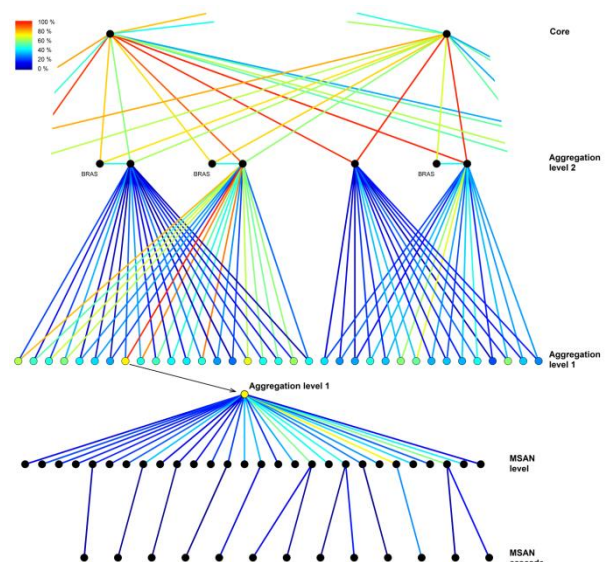 100 %
80 %
60 %
40 %
20 %
0 %
Core
Aggregation
level 2
BRAS
BRAS
BRAS
Aggregation
level 1
Aggregation level 1
MSAN
level
MSAN